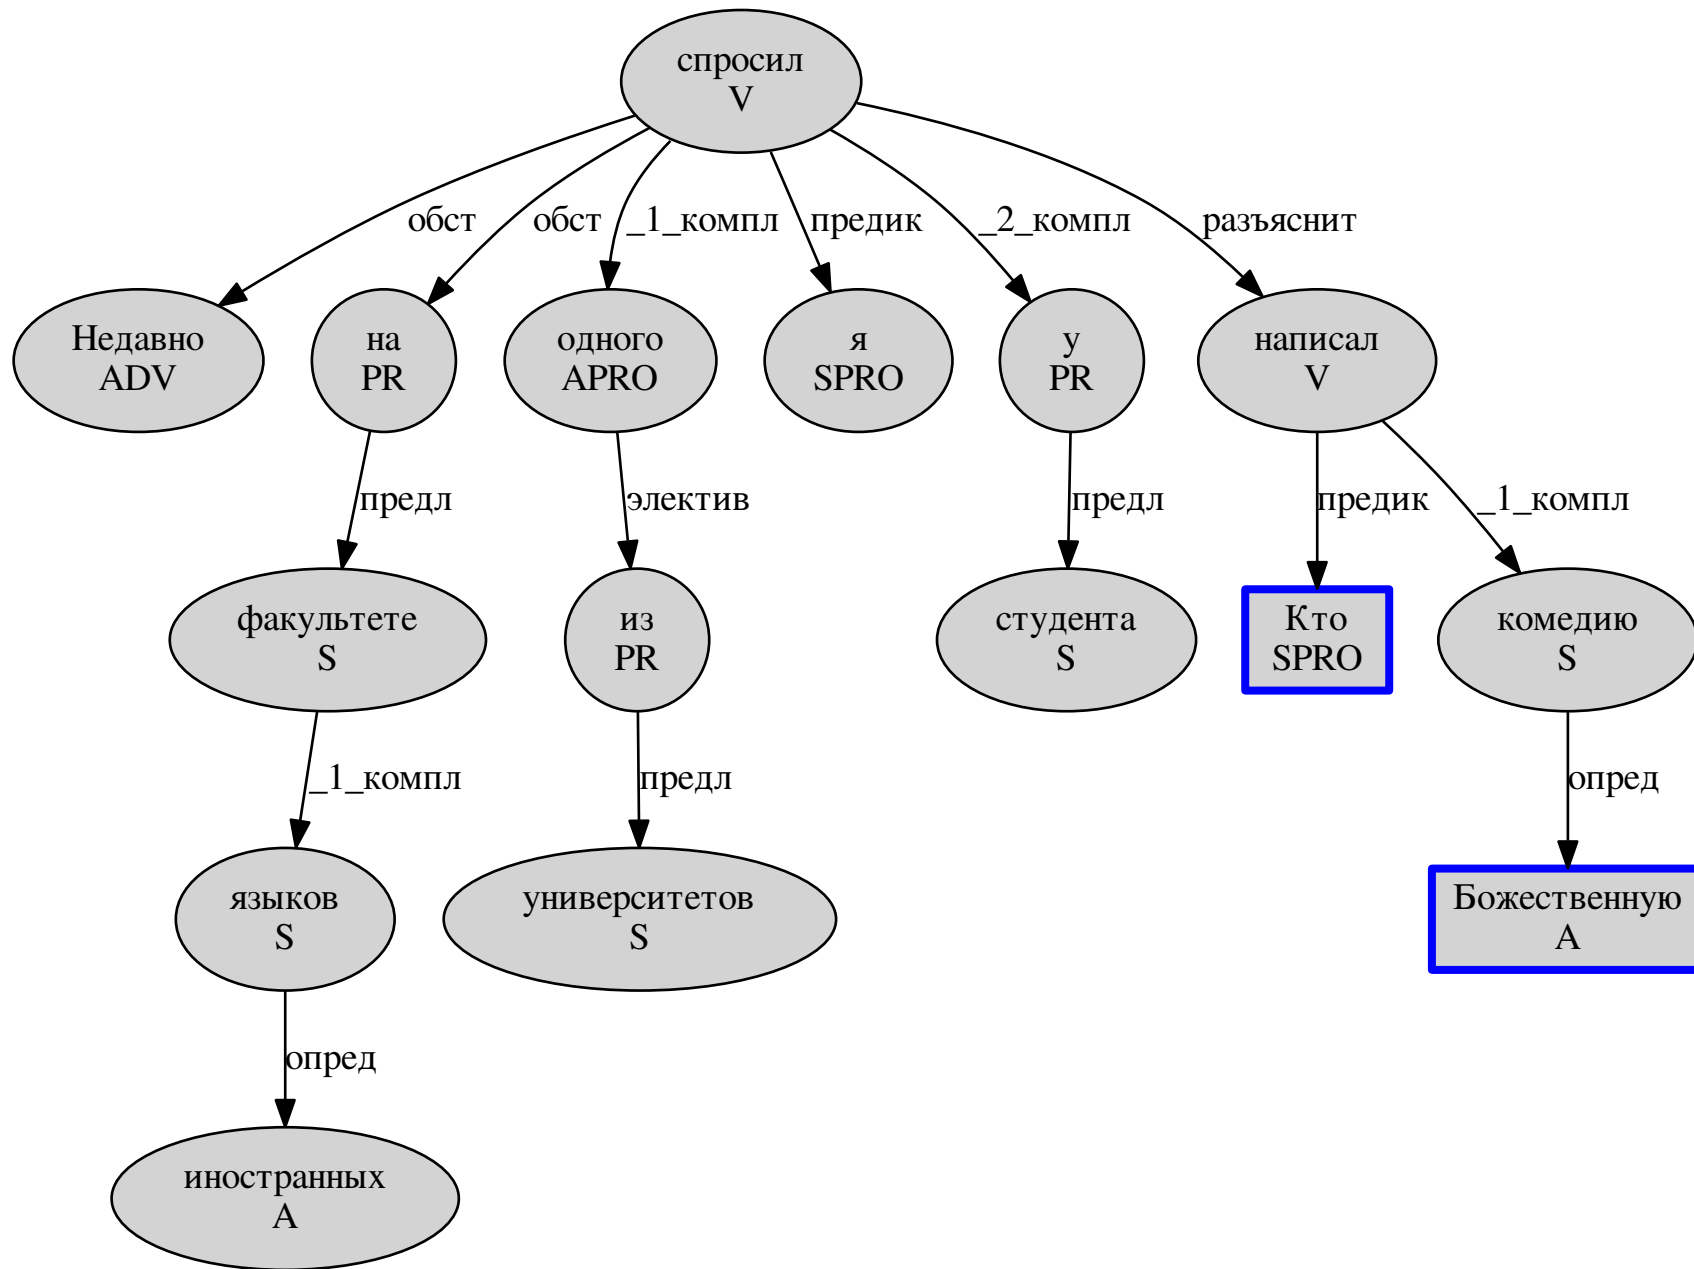 спросил
V
обст
обст
_1_компл
предик
_2_компл
разъяснит
Недавно
ADV
на
PR
одного
APRO
я
SPRO
у
PR
написал
V
предл
электив
предл
предик
_1_компл
факультете
S
из
PR
студента
S
Кто
SPRO
комедию
S
_1_компл
предл
опред
языков
S
университетов
S
Божественную
A
опред
иностранных
A